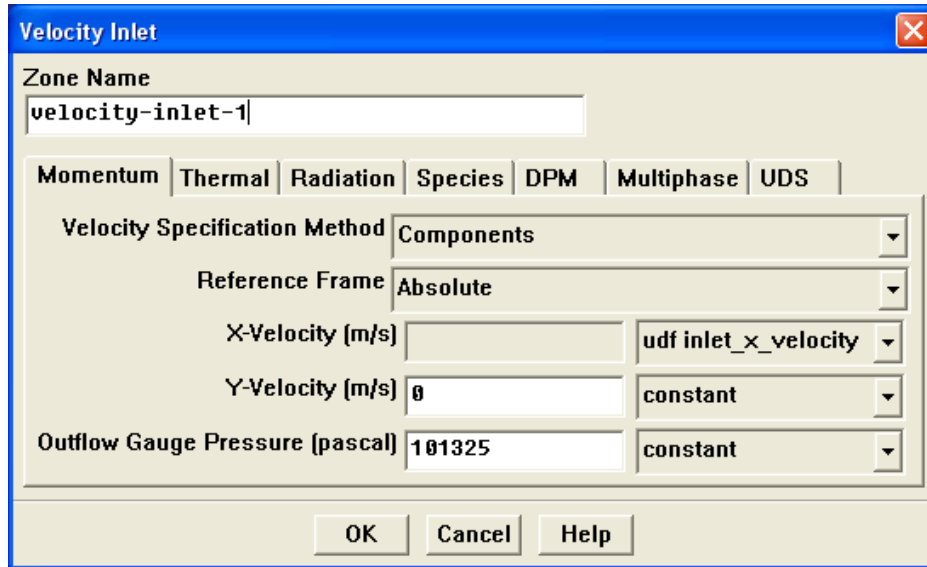 Velocity Inlet
Zone Name
velocity-inlet-1
Momentum Thermal Radiation Species DPM Multiphase UDS
Velocity Specification Method Components
Reference Frame Absolute
X-Velocity (m/s) udf inlet_x_velocity
Y-Velocity (m/s) 0 constant
Outflow Gauge Pressure (pascal) 101325 constant
OK Cancel Help